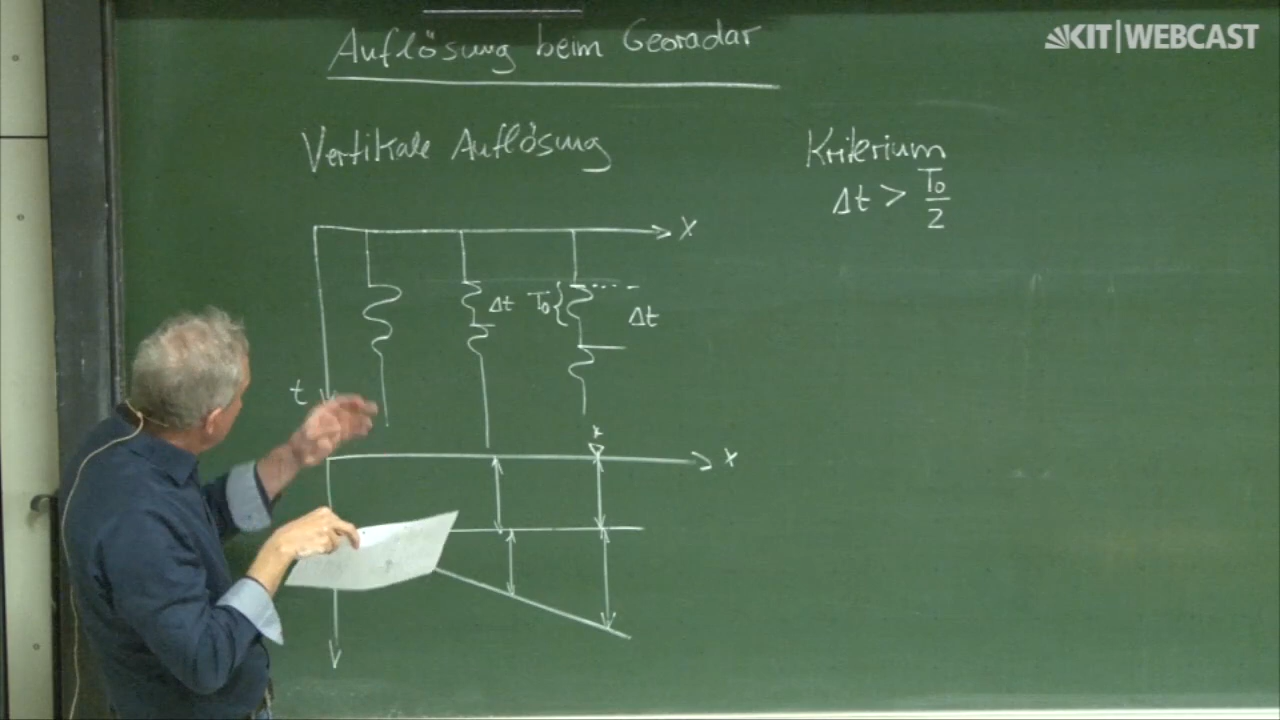 KIT|WEBCAST
Auflösung beim Georadar
Vertikale Auflösung
Kriterium
Δt > T₀/2
x
Δt
T₀
Δt
t
x